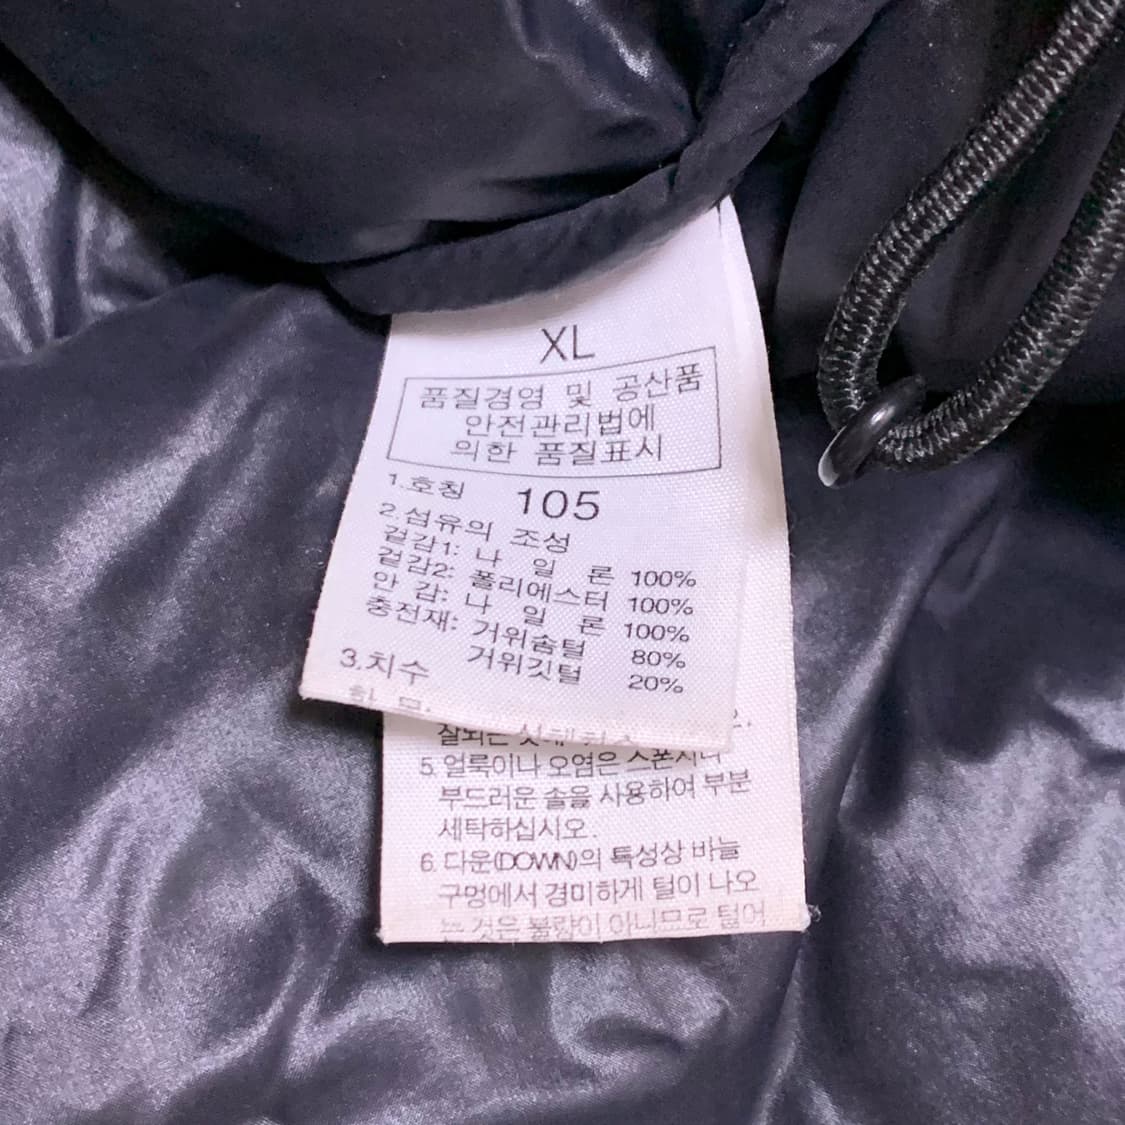 XL
품질경영 및 공산품
안전관리법에
의한 품질표시
1.호칭 105
2.섬유의 조성
겉감1: 나 일 론 100%
겉감2: 폴리에스터 100%
안 감: 나 일 론 100%
충전재: 거위솜털 80%
거위깃털 20%
3.치수
5. 얼룩이나 오염은 스폰지나
부드러운 솔을 사용하여 부분
세탁하십시오.
6. 다운(DOWN)의 특성상 바늘
구멍에서 경미하게 털이 나오
는 것은 불량이 아니므로 털어